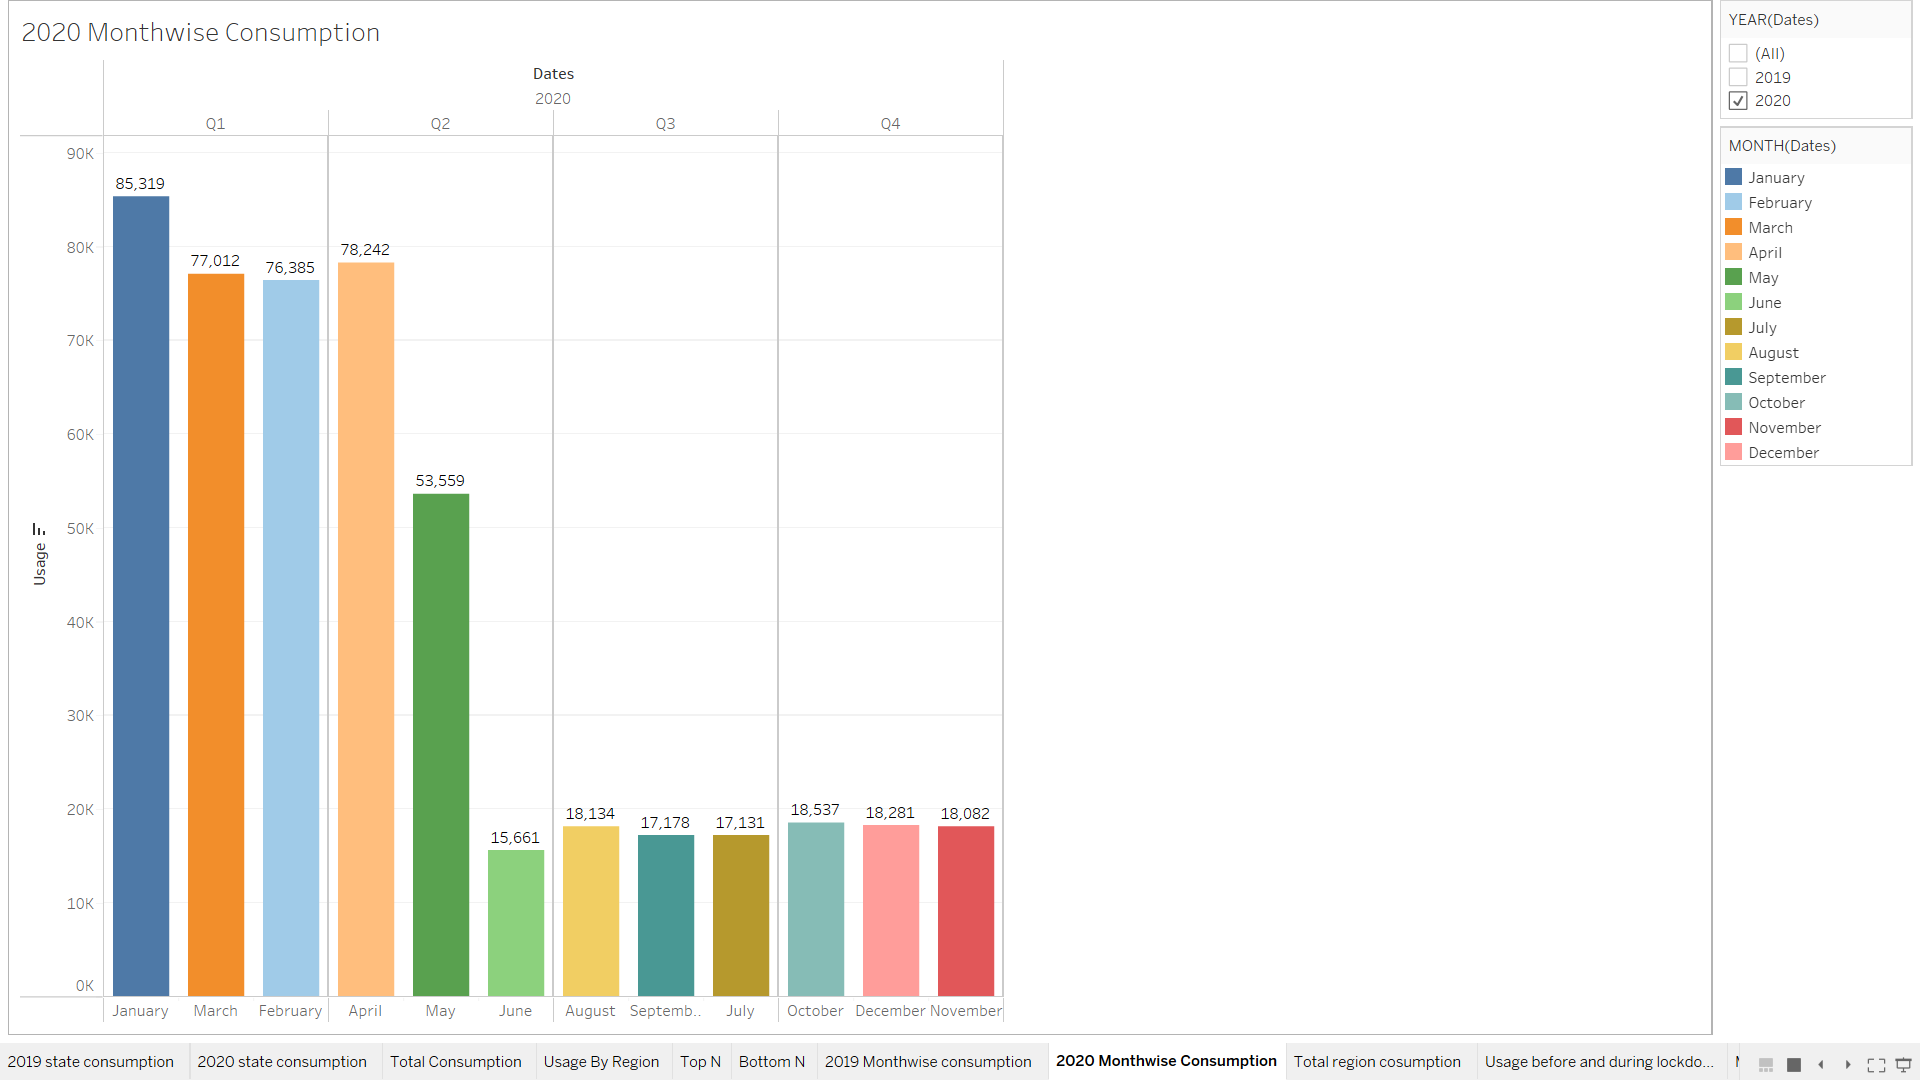 2020 Monthwise Consumption
Dates
2020
Q1 Q2 Q3 Q4
90K
80K
70K
60K
50K
40K
30K
20K
10K
0K
Usage
85,319
77,012
76,385
78,242
53,559
15,661
18,134
17,178
17,131
18,537
18,281
18,082
January March February April May June August Septemb.. July October December November
YEAR(Dates)
(All)
2019
2020
MONTH(Dates)
January
February
March
April
May
June
July
August
September
October
November
December
2019 state consumption 2020 state consumption Total Consumption Usage By Region Top N Bottom N 2019 Monthwise consumption 2020 Monthwise Consumption Total region cosumption Usage before and during lockdo...